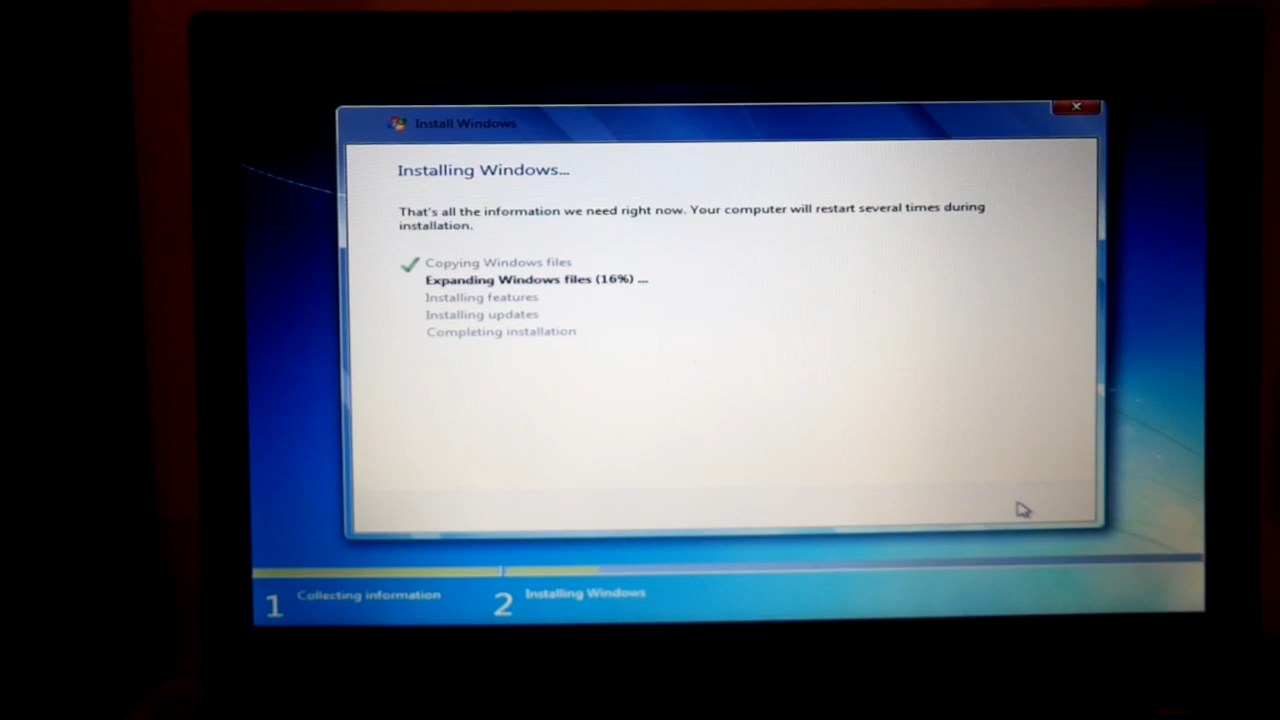 Install Windows
Installing Windows...
That's all the information we need right now. Your computer will restart several times during
installation.
Copying Windows files
Expanding Windows files (16%) ...
Installing features
Installing updates
Completing installation
1 Collecting information
2 Installing Windows